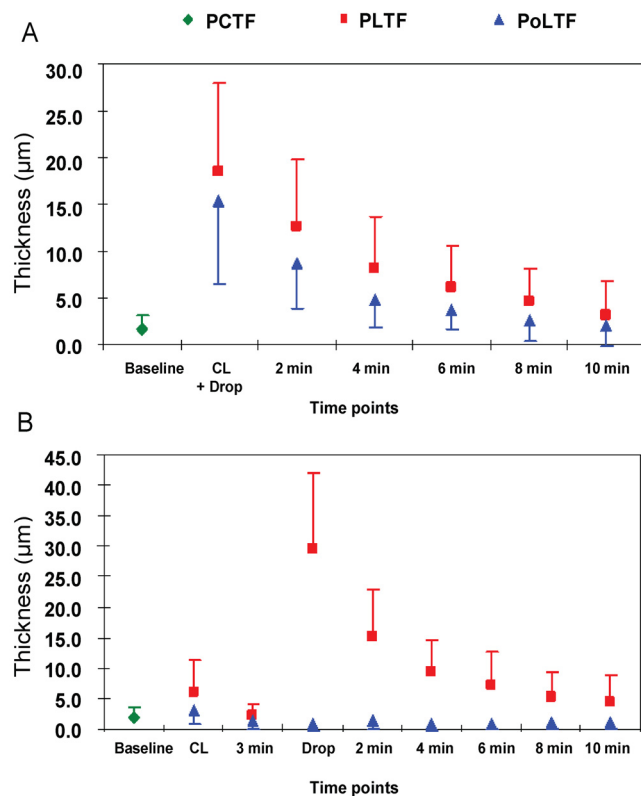 A
PCTF PLTF PoLTF
30.0
25.0
20.0
15.0
10.0
5.0
0.0
Thickness (μm)
Baseline CL + Drop 2 min 4 min 6 min 8 min 10 min
Time points
B
45.0
40.0
35.0
30.0
25.0
20.0
15.0
10.0
5.0
0.0
Thickness (μm)
Baseline CL 3 min Drop 2 min 4 min 6 min 8 min 10 min
Time points